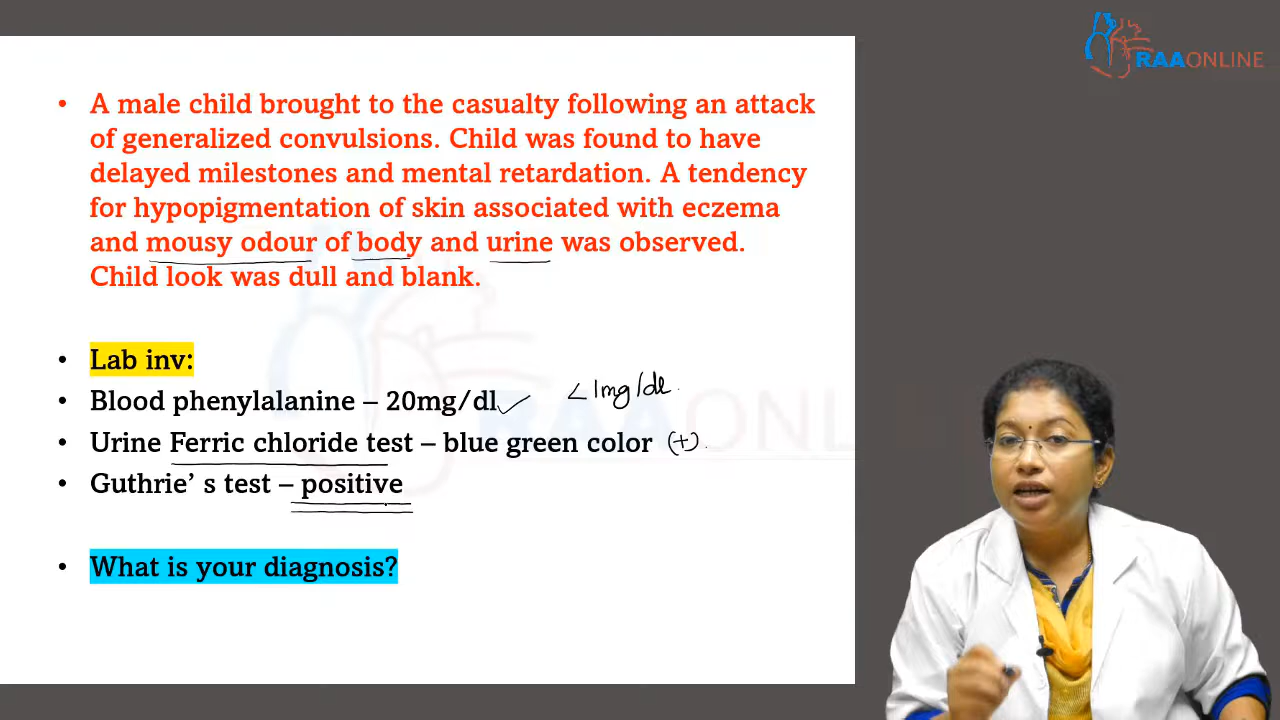 RAAONLINE
• A male child brought to the casualty following an attack
of generalized convulsions. Child was found to have
delayed milestones and mental retardation. A tendency
for hypopigmentation of skin associated with eczema
and mousy odour of body and urine was observed.
Child look was dull and blank.
• Lab inv:
• Blood phenylalanine – 20mg/dl ✓ <1mg/dl
• Urine Ferric chloride test – blue green color (+)
• Guthrie’ s test – positive
• What is your diagnosis?
RAAONLINE